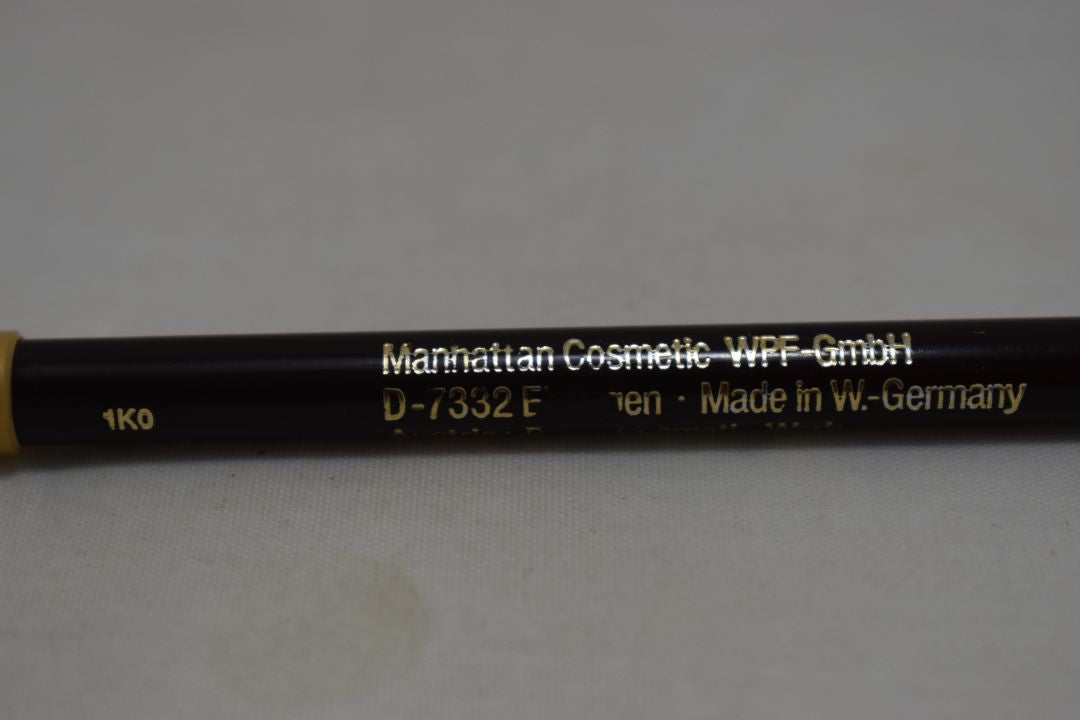 Manhattan Cosmetic WPF-GmbH
D-7332 · Made in W.-Germany
1K0